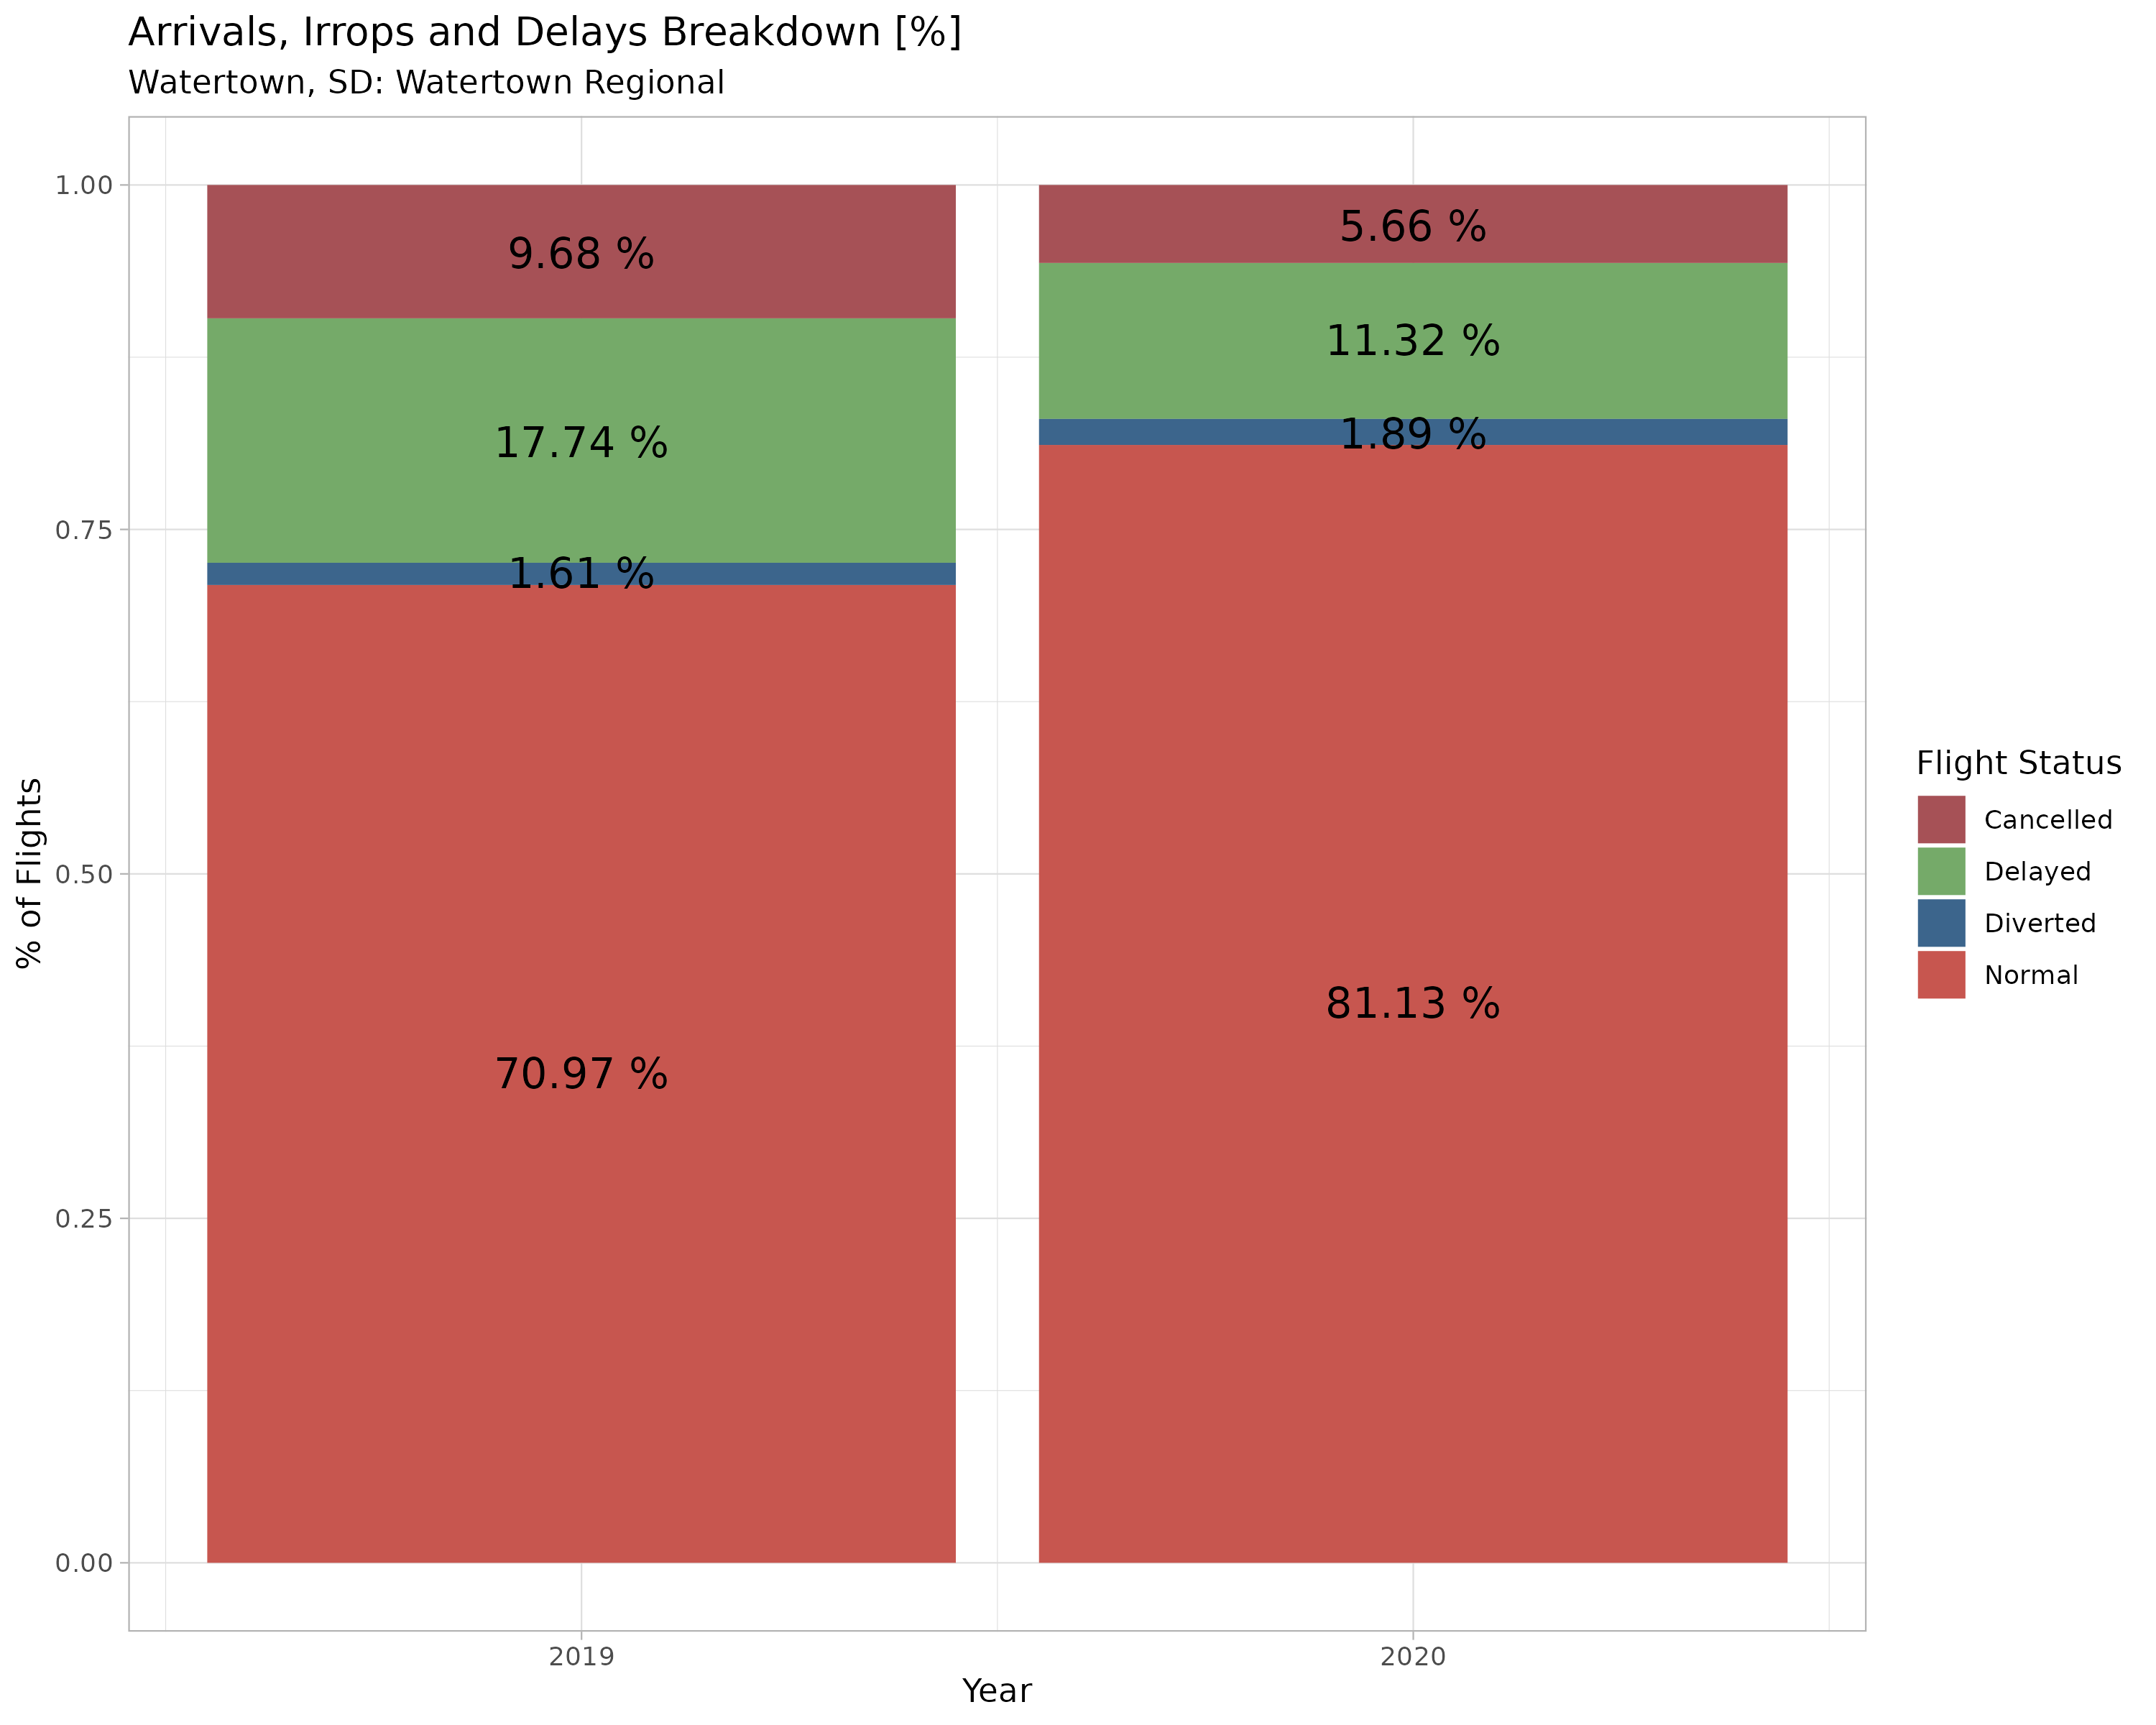 Arrivals, Irrops and Delays Breakdown [%]
Watertown, SD: Watertown Regional
% of Flights
1.00
0.75
0.50
0.25
0.00
9.68 %
17.74 %
1.61 %
70.97 %
5.66 %
11.32 %
1.89 %
81.13 %
2019
2020
Year
Flight Status
Cancelled
Delayed
Diverted
Normal